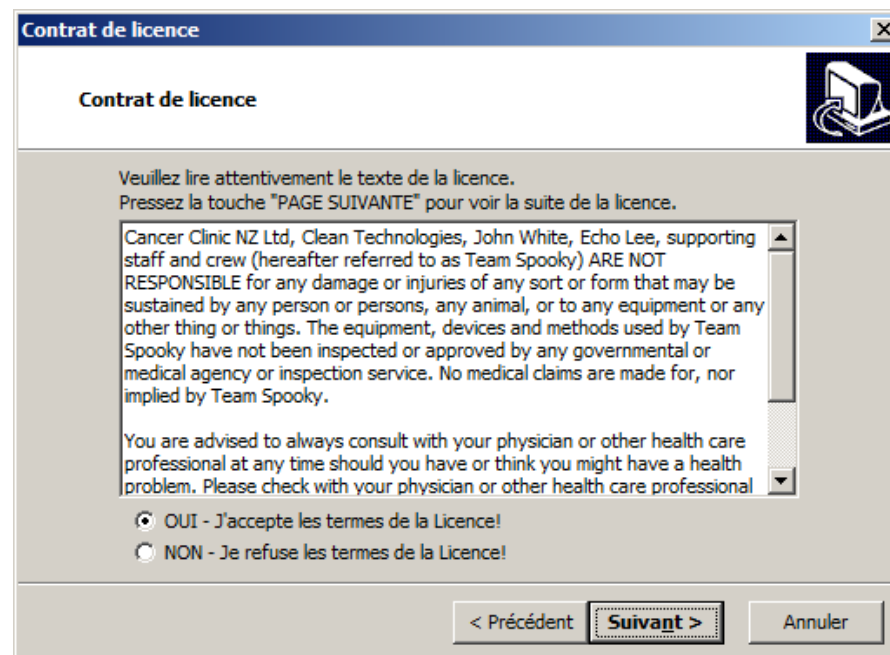 Contrat de licence
Contrat de licence
Veuillez lire attentivement le texte de la licence.
Pressez la touche "PAGE SUIVANTE" pour voir la suite de la licence.
Cancer Clinic NZ Ltd, Clean Technologies, John White, Echo Lee, supporting
staff and crew (hereafter referred to as Team Spooky) ARE NOT
RESPONSIBLE for any damage or injuries of any sort or form that may be
sustained by any person or persons, any animal, or to any equipment or any
other thing or things. The equipment, devices and methods used by Team
Spooky have not been inspected or approved by any governmental or
medical agency or inspection service. No medical claims are made for, nor
implied by Team Spooky.
You are advised to always consult with your physician or other health care
professional at any time should you have or think you might have a health
problem. Please check with your physician or other health care professional
OUI - J'accepte les termes de la Licence!
NON - Je refuse les termes de la Licence!
< Précédent Suivant > Annuler